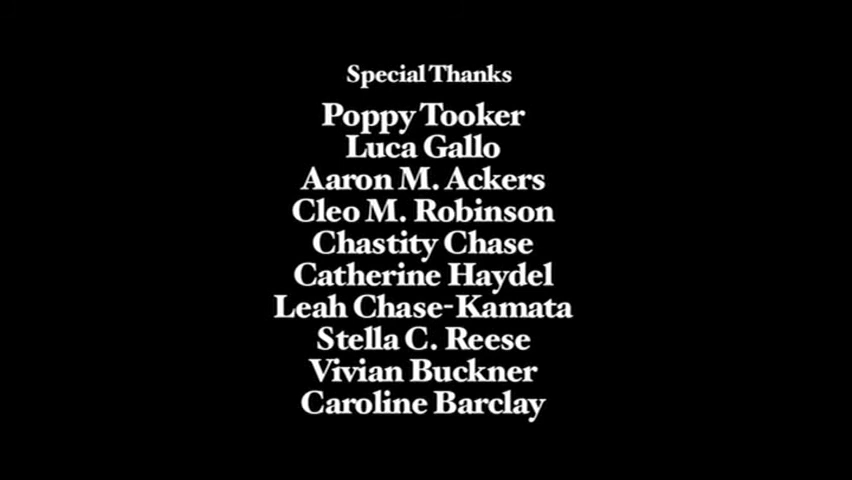 Special Thanks
Poppy Tooker
Luca Gallo
Aaron M. Ackers
Cleo M. Robinson
Chastity Chase
Catherine Haydel
Leah Chase-Kamata
Stella C. Reese
Vivian Buckner
Caroline Barclay